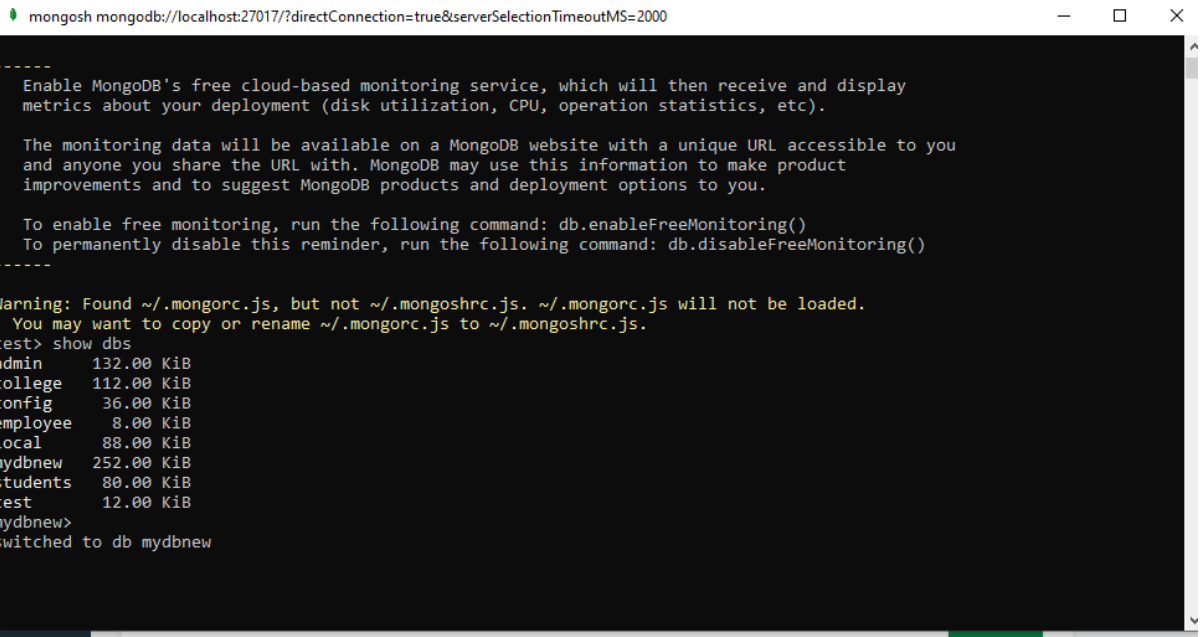 mongosh mongodb://localhost:27017/?directConnection=true&serverSelectionTimeoutMS=2000
------
Enable MongoDB's free cloud-based monitoring service, which will then receive and display
metrics about your deployment (disk utilization, CPU, operation statistics, etc).
The monitoring data will be available on a MongoDB website with a unique URL accessible to you
and anyone you share the URL with. MongoDB may use this information to make product
improvements and to suggest MongoDB products and deployment options to you.
To enable free monitoring, run the following command: db.enableFreeMonitoring()
To permanently disable this reminder, run the following command: db.disableFreeMonitoring()
------
Warning: Found ~/.mongorc.js, but not ~/.mongoshrc.js. ~/.mongorc.js will not be loaded.
You may want to copy or rename ~/.mongorc.js to ~/.mongoshrc.js.
test> show dbs
admin 132.00 KiB
college 112.00 KiB
config 36.00 KiB
employee 8.00 KiB
local 88.00 KiB
mydbnew 252.00 KiB
students 80.00 KiB
test 12.00 KiB
mydbnew>
switched to db mydbnew